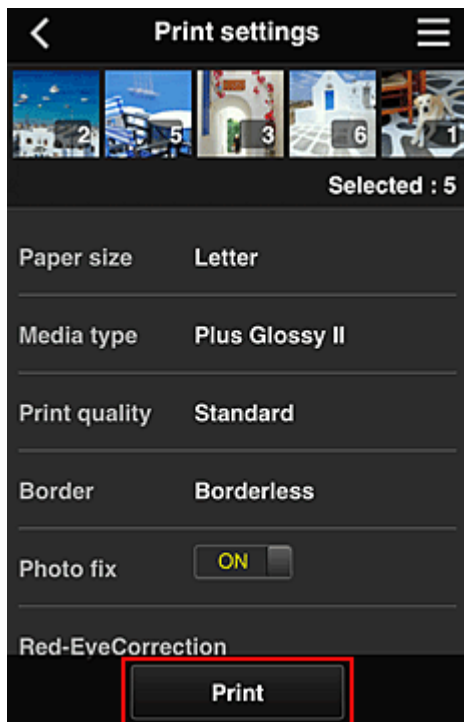 Print settings
2 5 3 6 1
Selected : 5
Paper size Letter
Media type Plus Glossy II
Print quality Standard
Border Borderless
Photo fix ON
Red-EyeCorrection
Print